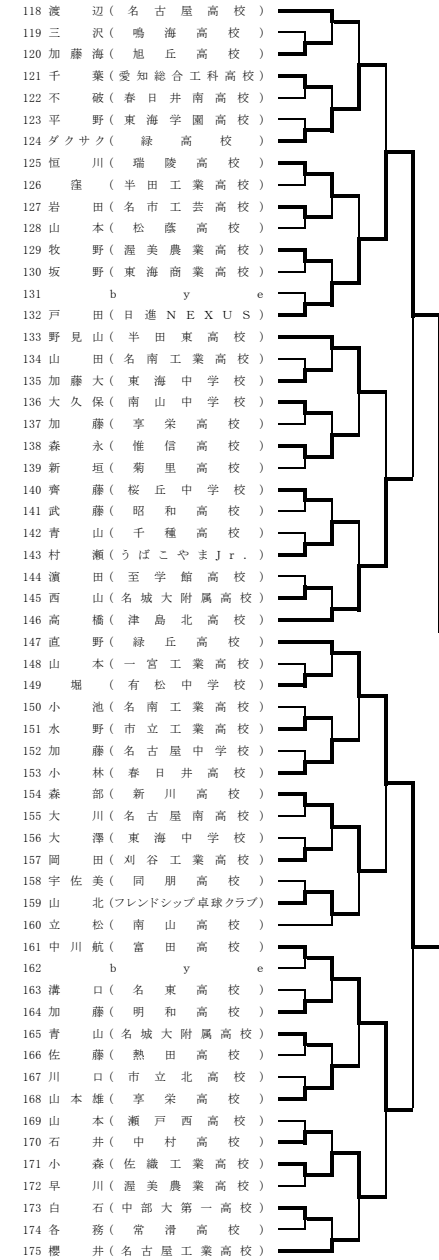 118 渡辺(名古屋高校)
119 三沢(鳴海高校)
120 加藤海(旭丘高校)
121 千葉(愛知総合工科高校)
122 不破(春日井南高校)
123 平野(東海学園高校)
124 ダクサク(緑高校)
125 恒川(瑞陵高校)
126 窪(半田工業高校)
127 岩田(名市工芸高校)
128 山本(松蔭高校)
129 牧野(渥美農業高校)
130 坂野(東海商業高校)
131 bye
132 戸田(日進NEXUS)
133 野見山(半田東高校)
134 山田(名南工業高校)
135 加藤大(東海中学校)
136 大久保(南山中学校)
137 加藤(享栄高校)
138 森永(惟信高校)
139 新垣(菊里高校)
140 齊藤(桜丘中学校)
141 武藤(昭和高校)
142 青山(千種高校)
143 村瀬(うばこやまJr.)
144 濵田(至学館高校)
145 西山(名城大附属高校)
146 高橋(津島北高校)
147 直野(緑丘高校)
148 山本(一宮工業高校)
149 堀(有松中学校)
150 小池(名南工業高校)
151 水野(市立工業高校)
152 加藤(名古屋中学校)
153 小林(春日井高校)
154 森部(新川高校)
155 大川(名古屋南高校)
156 大澤(東海中学校)
157 岡田(刈谷工業高校)
158 宇佐美(同朋高校)
159 山北(フレンドシップ卓球クラブ)
160 立松(南山高校)
161 中川航(富田高校)
162 bye
163 溝口(名東高校)
164 加藤(明和高校)
165 青山(名城大附属高校)
166 佐藤(熱田高校)
167 川口(市立北高校)
168 山本雄(享栄高校)
169 山本(瀬戸西高校)
170 石井(中村高校)
171 小森(佐織工業高校)
172 早川(渥美農業高校)
173 白石(中部大第一高校)
174 各務(常滑高校)
175 櫻井(名古屋工業高校)